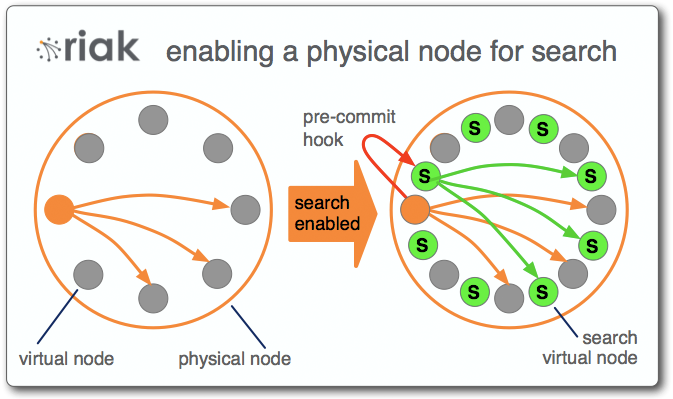 riak enabling a physical node for search
pre-commit
hook
search
enabled
S
S
S
S
S
S
S
S
virtual node
physical node
search
virtual node